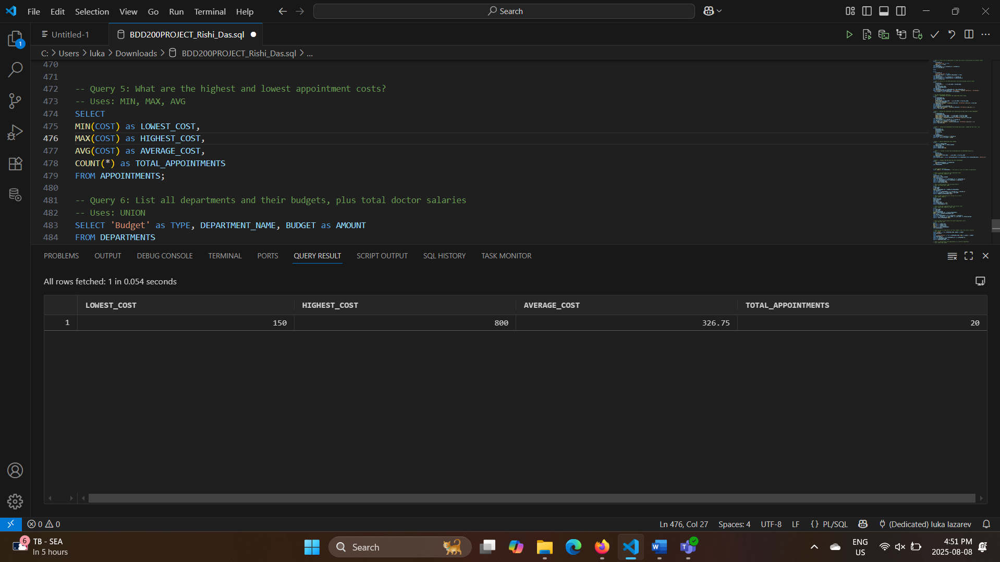 File Edit Selection View Go Run Terminal Help Search
Untitled-1 BDD200PROJECT_Rishi_Das.sql
1
C: > Users > luka > Downloads > BDD200PROJECT_Rishi_Das.sql > ...
470
471
472 -- Query 5: What are the highest and lowest appointment costs?
473 -- Uses: MIN, MAX, AVG
474 SELECT
475 MIN(COST) as LOWEST_COST,
476 MAX(COST) as HIGHEST_COST,
477 AVG(COST) as AVERAGE_COST,
478 COUNT(*) as TOTAL_APPOINTMENTS
479 FROM APPOINTMENTS;
480
481 -- Query 6: List all departments and their budgets, plus total doctor salaries
482 -- Uses: UNION
483 SELECT 'Budget' as TYPE, DEPARTMENT_NAME, BUDGET as AMOUNT
484 FROM DEPARTMENTS
PROBLEMS OUTPUT DEBUG CONSOLE TERMINAL PORTS QUERY RESULT SCRIPT OUTPUT SQL HISTORY TASK MONITOR
All rows fetched: 1 in 0.054 seconds
LOWEST_COST HIGHEST_COST AVERAGE_COST TOTAL_APPOINTMENTS
1 150 800 326.75 20
0 0 Ln 476, Col 27 Spaces: 4 UTF-8 LF {} PL/SQL (Dedicated) luka lazarev
6 TB - SEA
In 5 hours
Search
ENG
US
4:51 PM
2025-08-08